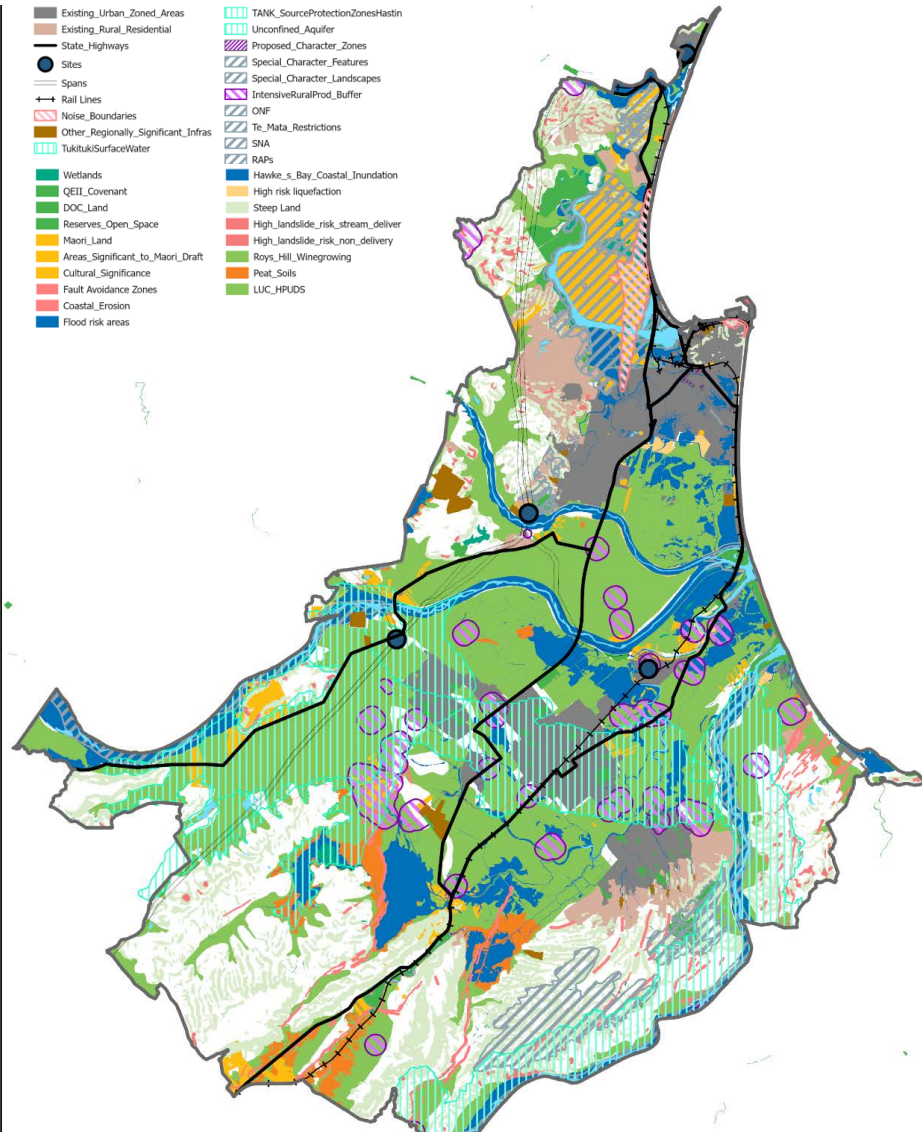 Existing_Urban_Zoned_Areas
Existing_Rural_Residential
State_Highways
Sites
Spans
Rail Lines
Noise_Boundaries
Other_Regionally_Significant_Infras
TukitukiSurfaceWater
Wetlands
QEII_Covenant
DOC_Land
Reserves_Open_Space
Maori_Land
Areas_Significant_to_Maori_Draft
Cultural_Significance
Fault Avoidance Zones
Coastal_Erosion
Flood risk areas
TANK_SourceProtectionZonesHastin
Unconfined_Aquifer
Proposed_Character_Zones
Special_Character_Features
Special_Character_Landscapes
IntensiveRuralProd_Buffer
ONF
Te_Mata_Restrictions
SNA
RAPs
Hawke_s_Bay_Coastal_Inundation
High risk liquefaction
Steep Land
High_landslide_risk_stream_deliver
High_landslide_risk_non_delivery
Roys_Hill_Winegrowing
Peat_Soils
LUC_HPUDS